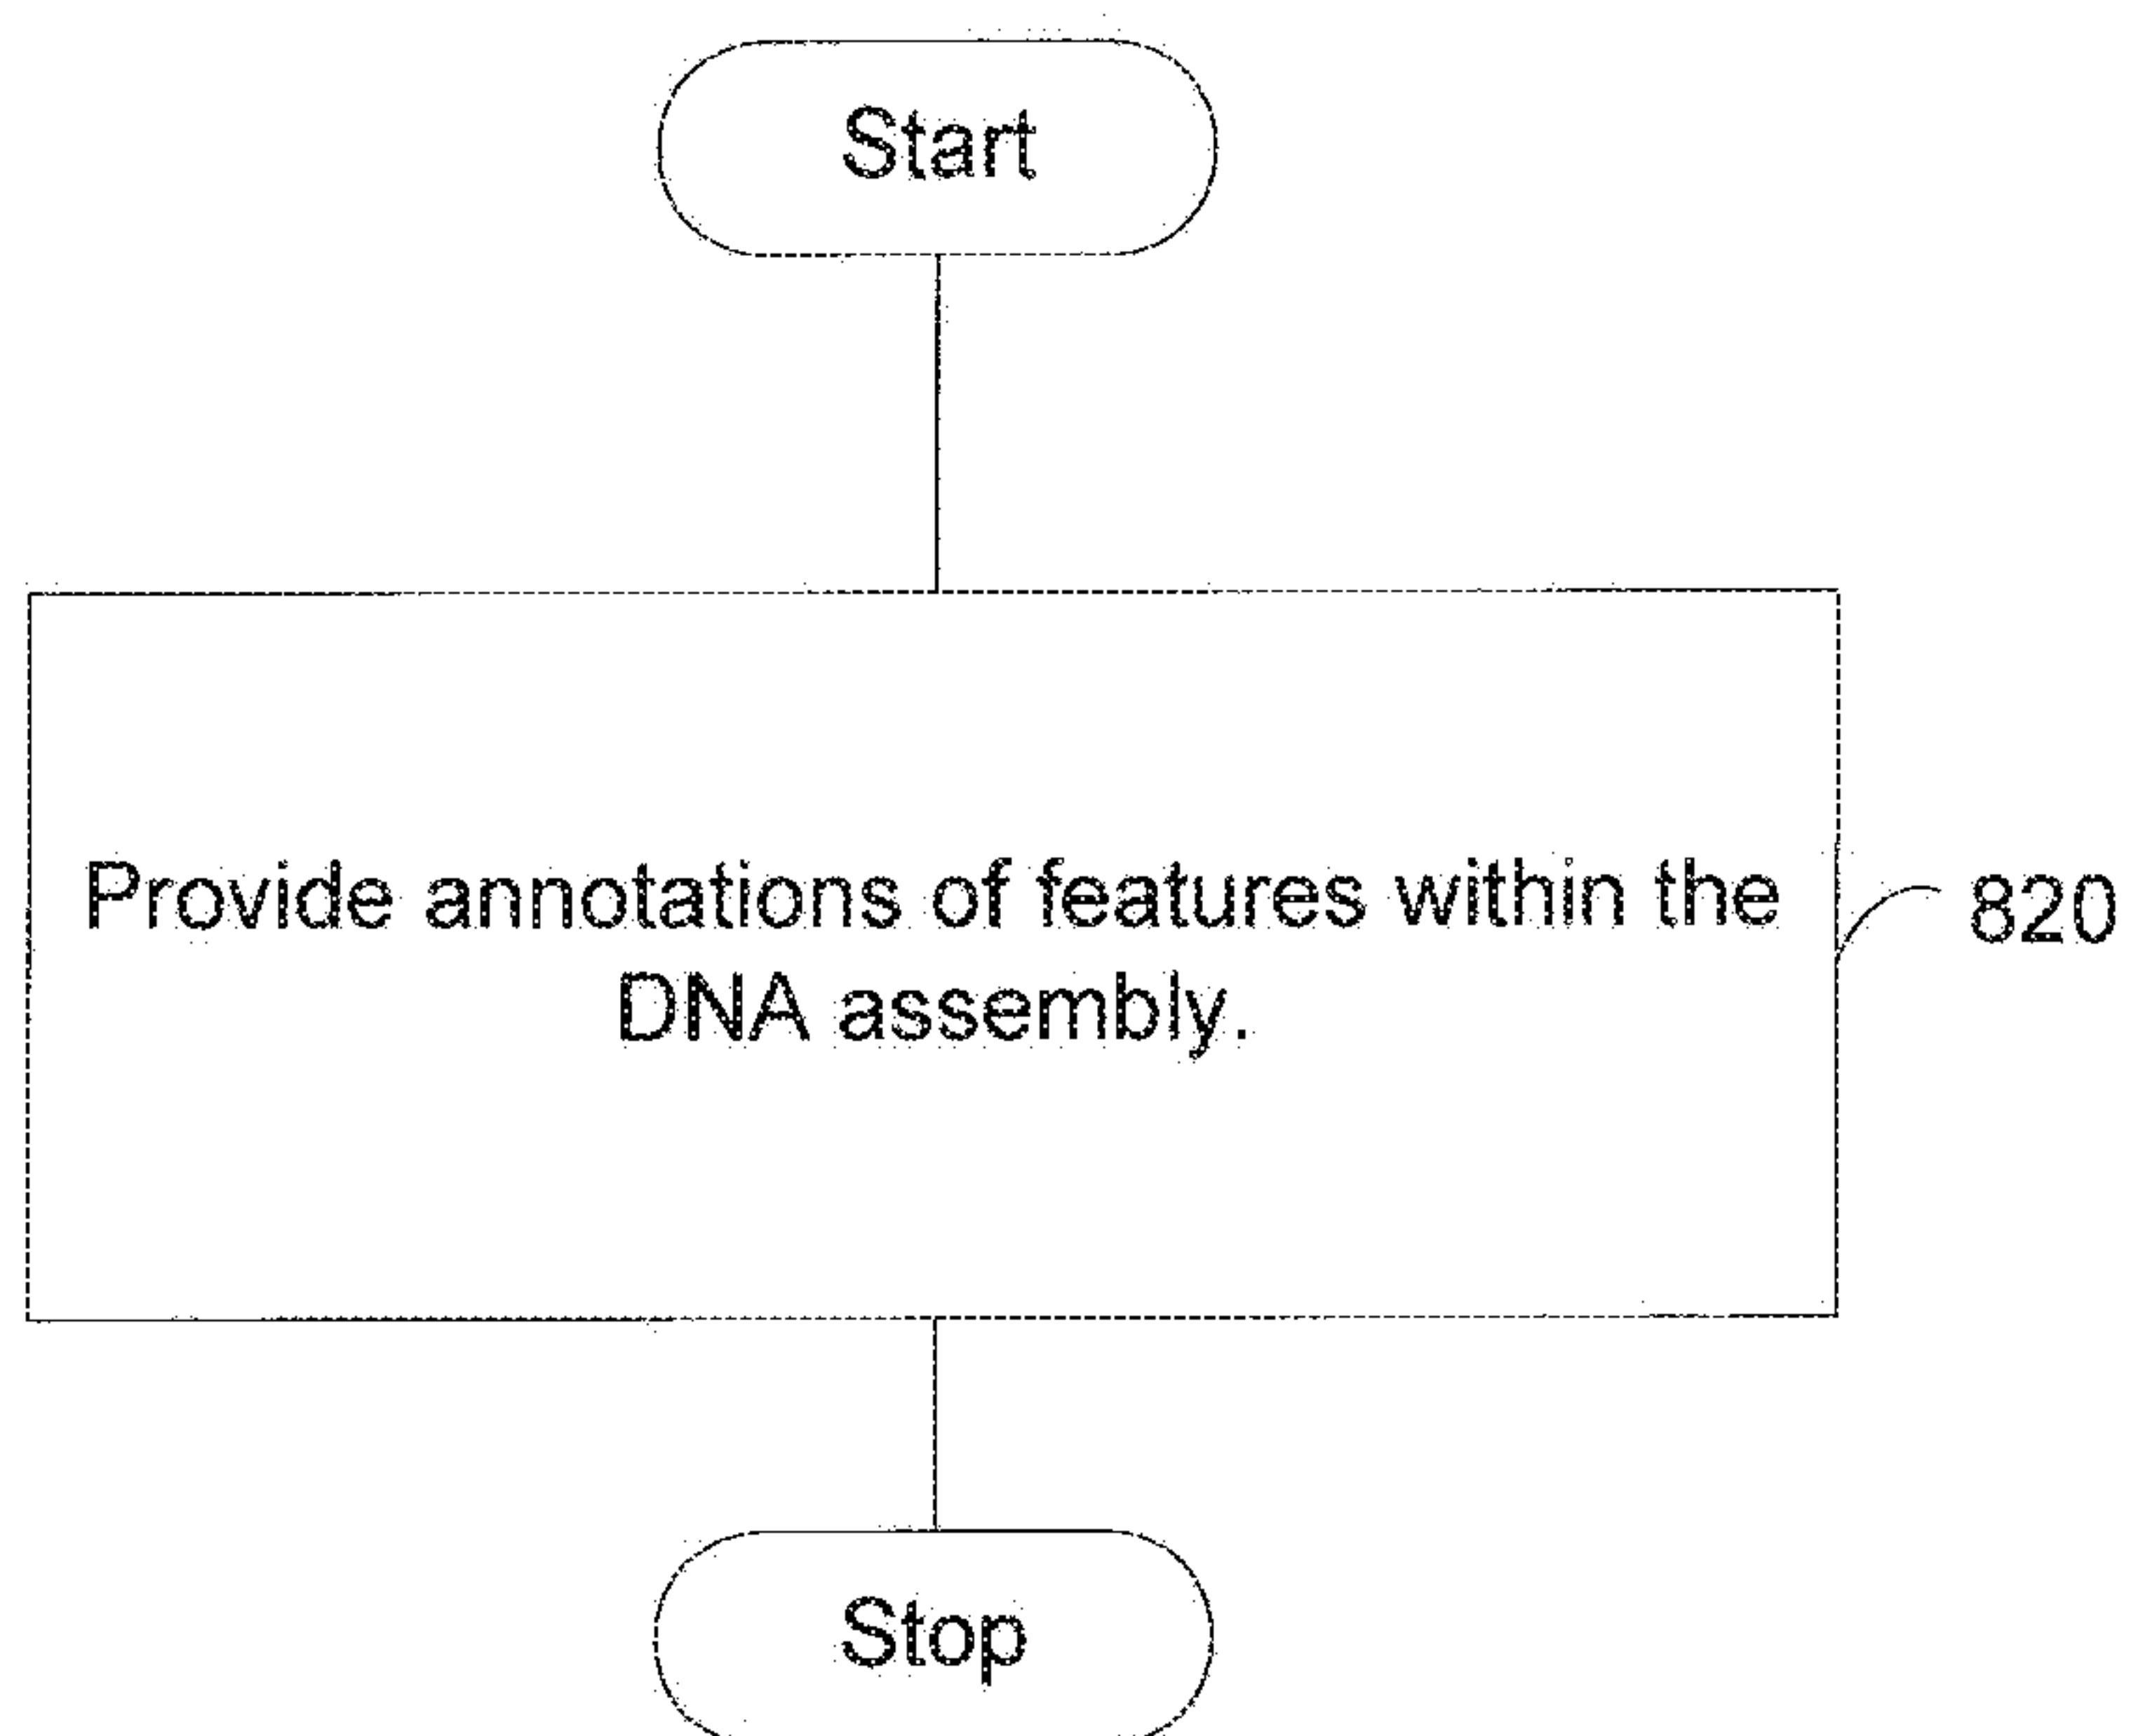 Start
Provide annotations of features within the
DNA assembly.
820
Stop